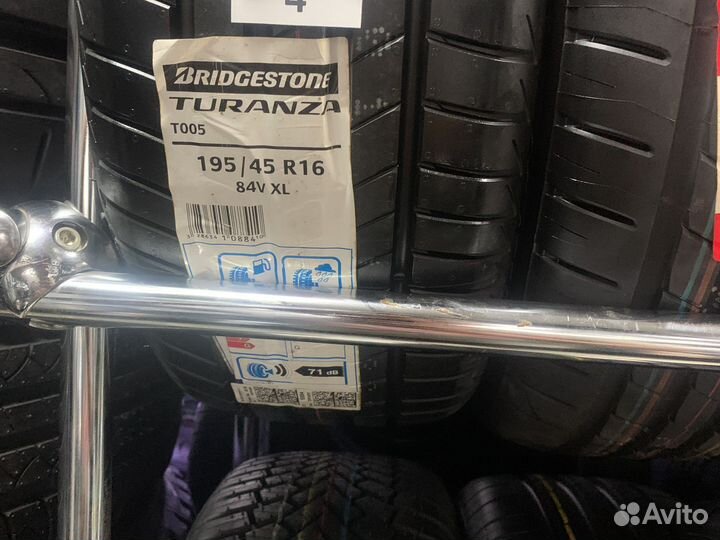 4
BRIDGESTONE
TURANZA
T005
195/45 R16
84V XL
G
71 dB
Avito